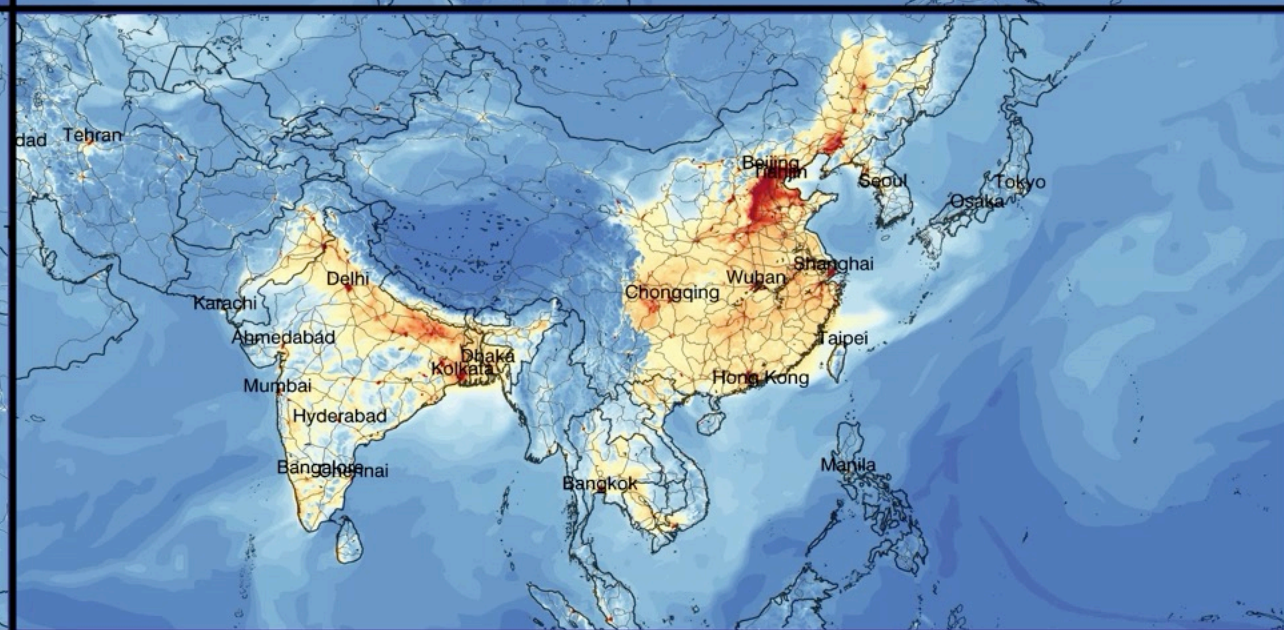 dad
Tehran
Beijing
Tianjin
Seoul
Tokyo
Osaka
Delhi
Wuhan
Shanghai
Chongqing
Karachi
Ahmedabad
Taipei
Dhaka
Kolkata
Hong Kong
Mumbai
Hyderabad
Bangalore
Chennai
Manila
Bangkok